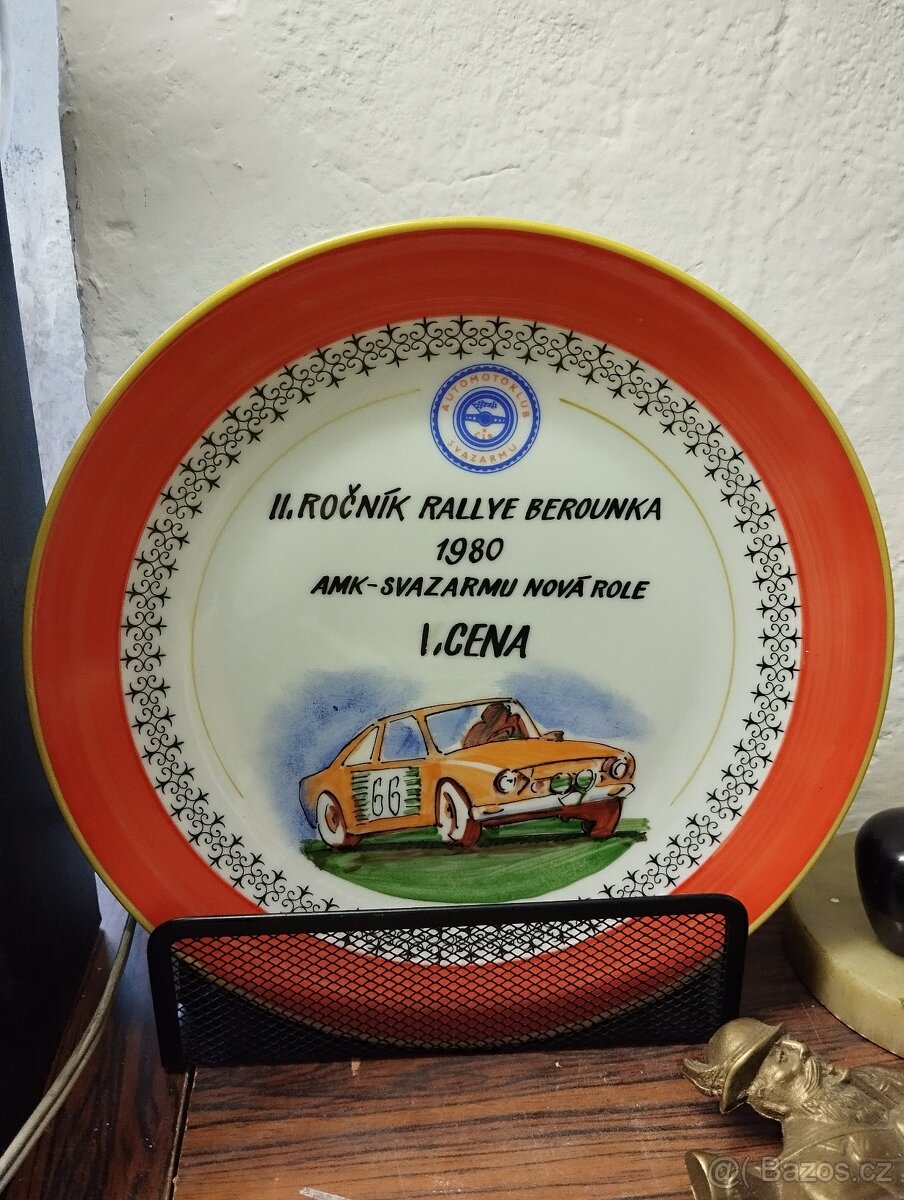 AUTOMOTOKLUB
SVAZARMU
II. ROČNÍK RALLYE BEROUNKA
1980
AMK-SVAZARMU NOVÁ ROLE
I. CENA
66
@( Bazos.cz